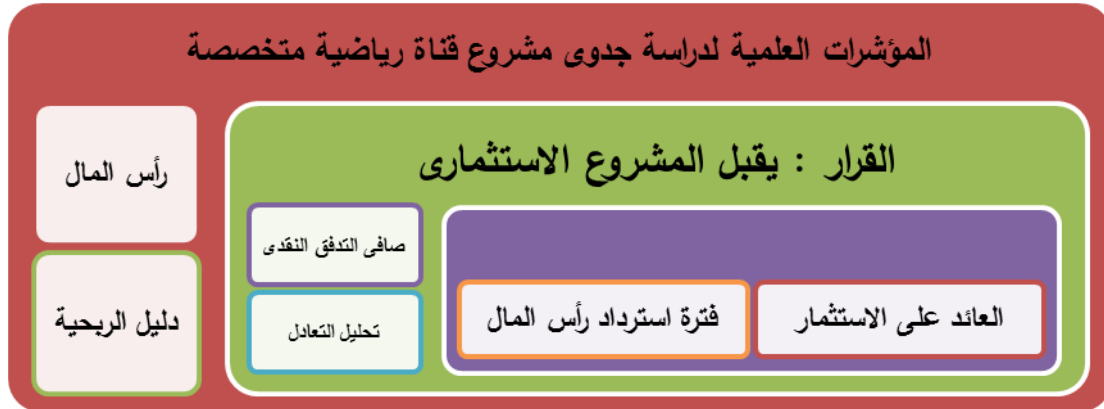 المؤشرات العلمية لدراسة جدوى مشروع قناة رياضية متخصصة
القرار : يقبل المشروع الاستثمارى
العائد على الاستثمار
فترة استرداد رأس المال
صافى التدفق النقدى
تحليل التعادل
رأس المال
دليل الربحية